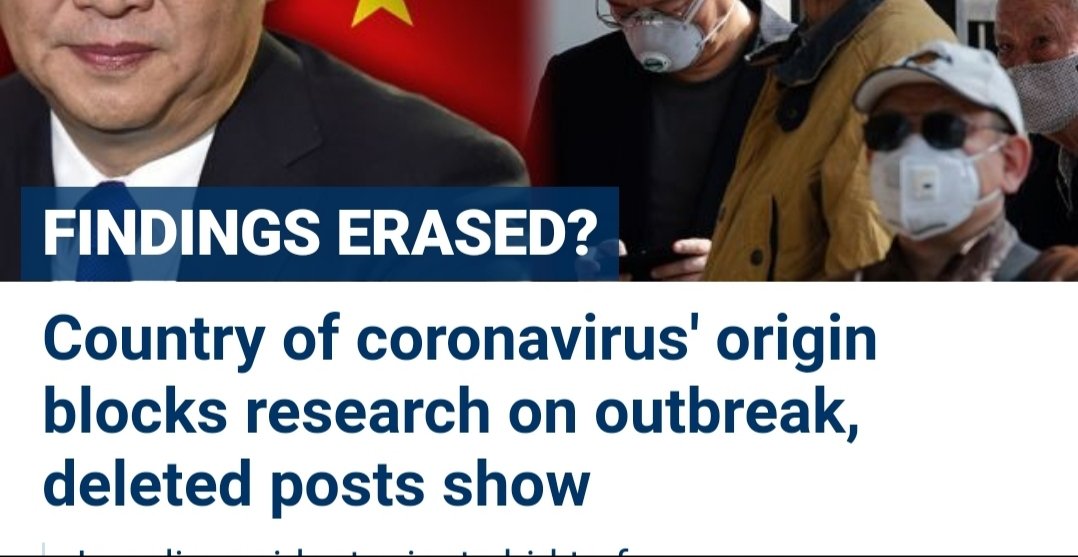 FINDINGS ERASED?
Country of coronavirus' origin
blocks research on outbreak,
deleted posts show